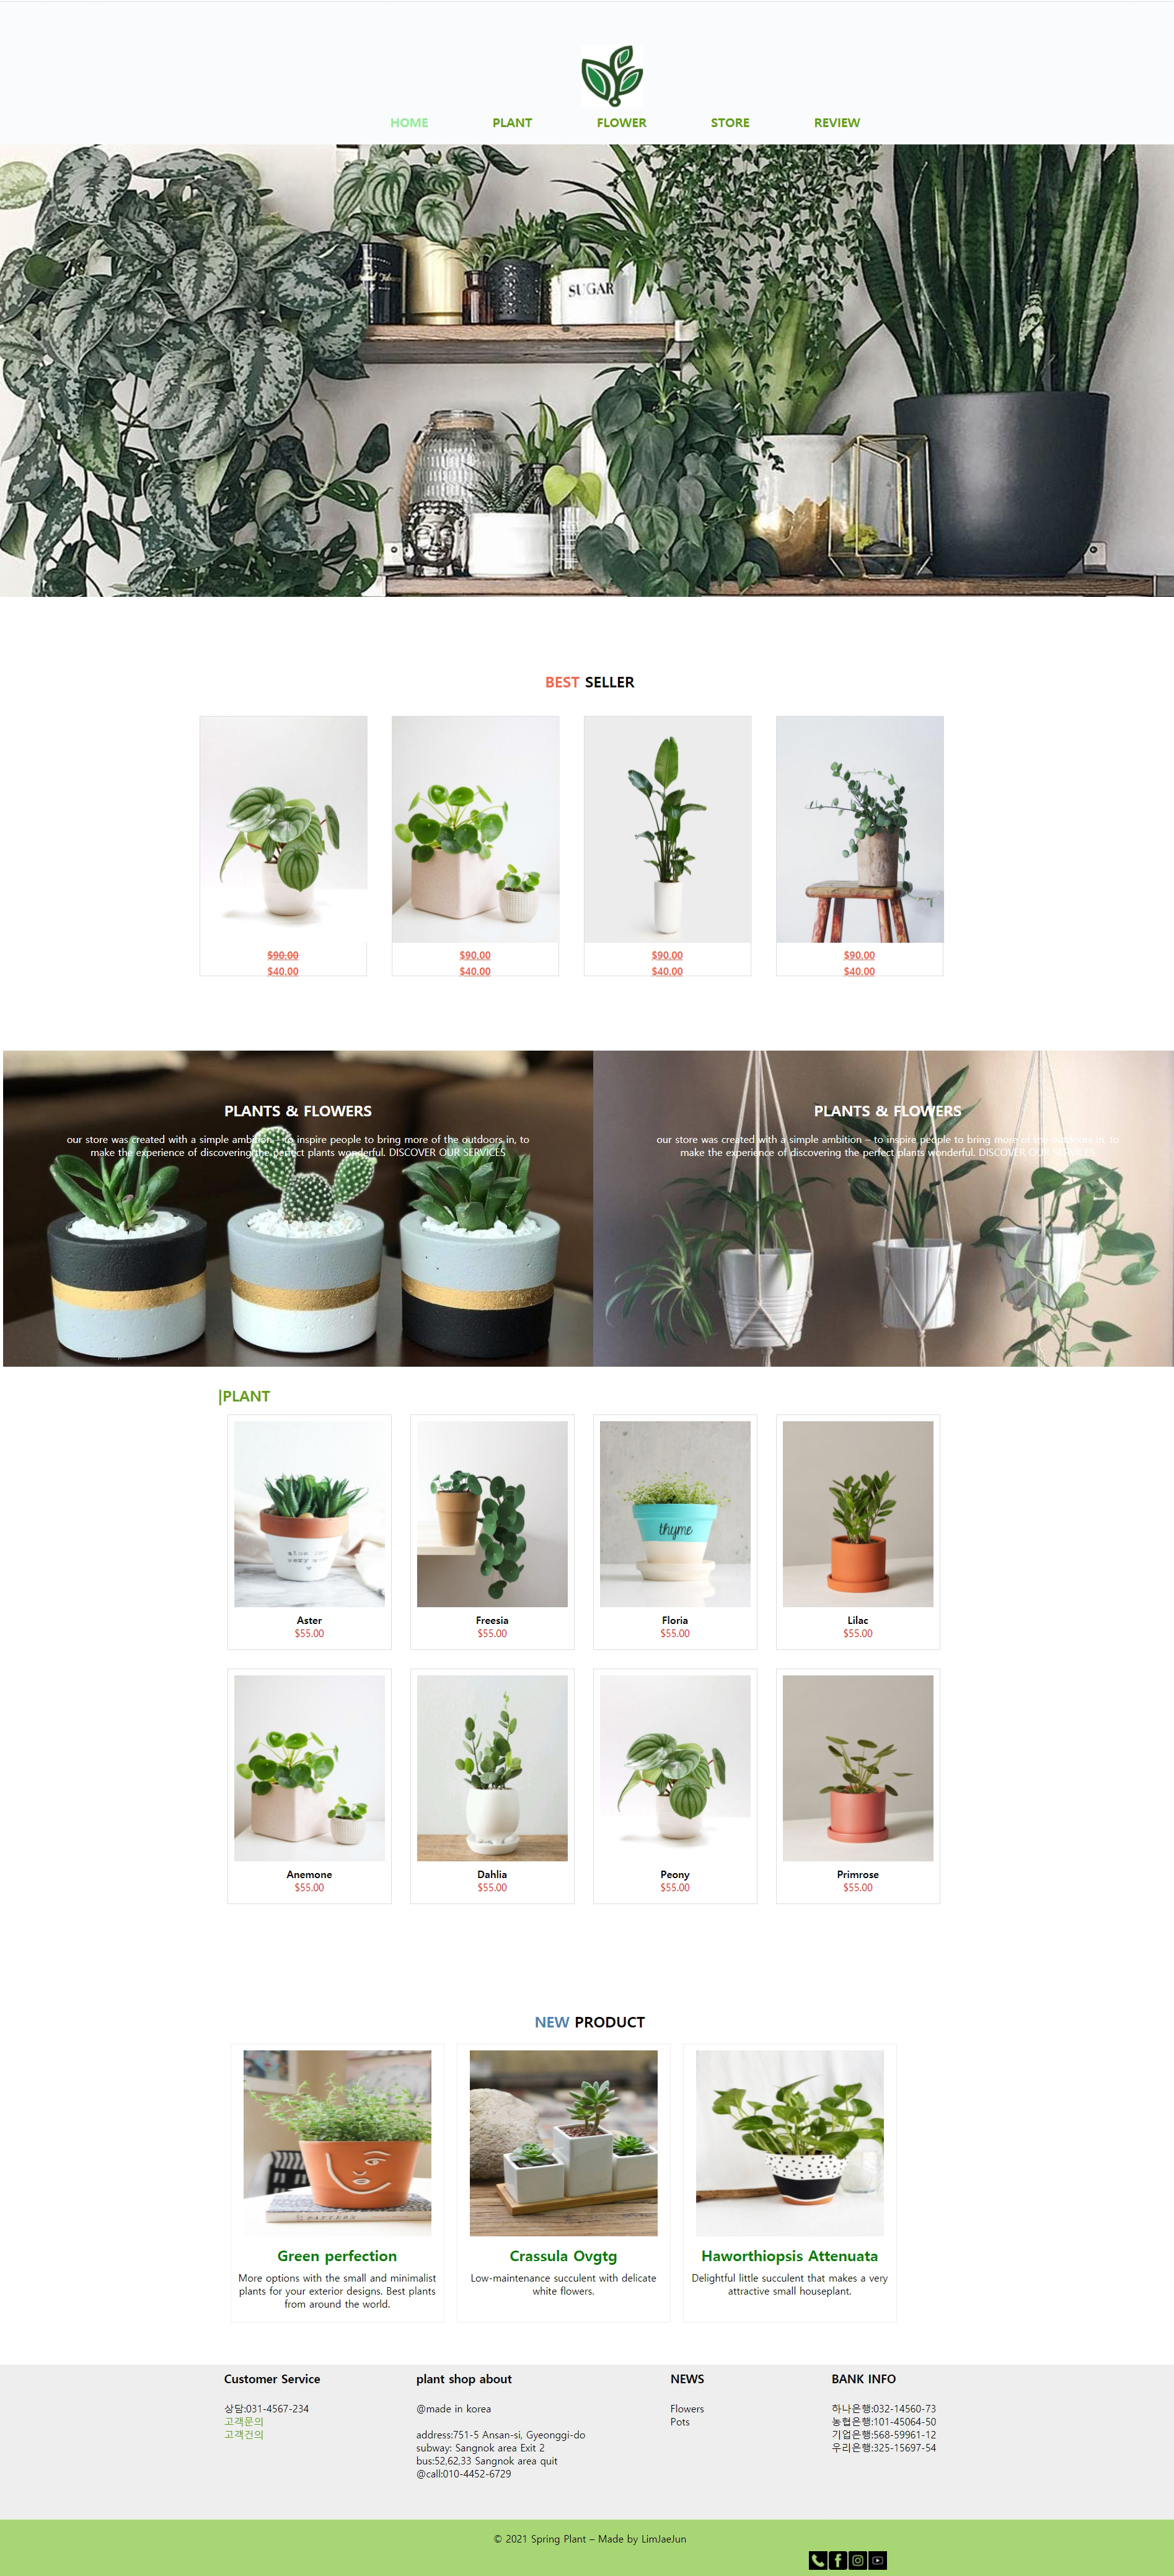 HOME PLANT FLOWER STORE REVIEW
SUGAR
BEST SELLER
$90.00 $90.00 $90.00 $90.00
$40.00 $40.00 $40.00 $40.00
PLANTS & FLOWERS
our store was created with a simple ambition – to inspire people to bring more of the outdoors in, to
make the experience of discovering the perfect plants wonderful. DISCOVER OUR SERVICES
PLANTS & FLOWERS
our store was created with a simple ambition – to inspire people to bring more of the outdoors in, to
make the experience of discovering the perfect plants wonderful. DISCOVER OUR
|PLANT
thyme
Aster Freesia Floria Lilac
$55.00 $55.00 $55.00 $55.00
Anemone Dahlia Peony Primrose
$55.00 $55.00 $55.00 $55.00
NEW PRODUCT
PATTERN
Green perfection
More options with the small and minimalist
plants for your exterior designs. Best plants
from around the world.
Crassula Ovgtg
Low-maintenance succulent with delicate
white flowers.
Haworthiopsis Attenuata
Delightful little succulent that makes a very
attractive small houseplant.
Customer Service
상담:031-4567-234
고객문의
고객건의
plant shop about
@made in korea
address:751-5 Ansan-si, Gyeonggi-do
subway: Sangnok area Exit 2
bus:52,62,33 Sangnok area quit
@call:010-4452-6729
NEWS
Flowers
Pots
BANK INFO
하나은행:032-14560-73
농협은행:101-45064-50
기업은행:568-59961-12
우리은행:325-15697-54
© 2021 Spring Plant – Made by LimJaeJun